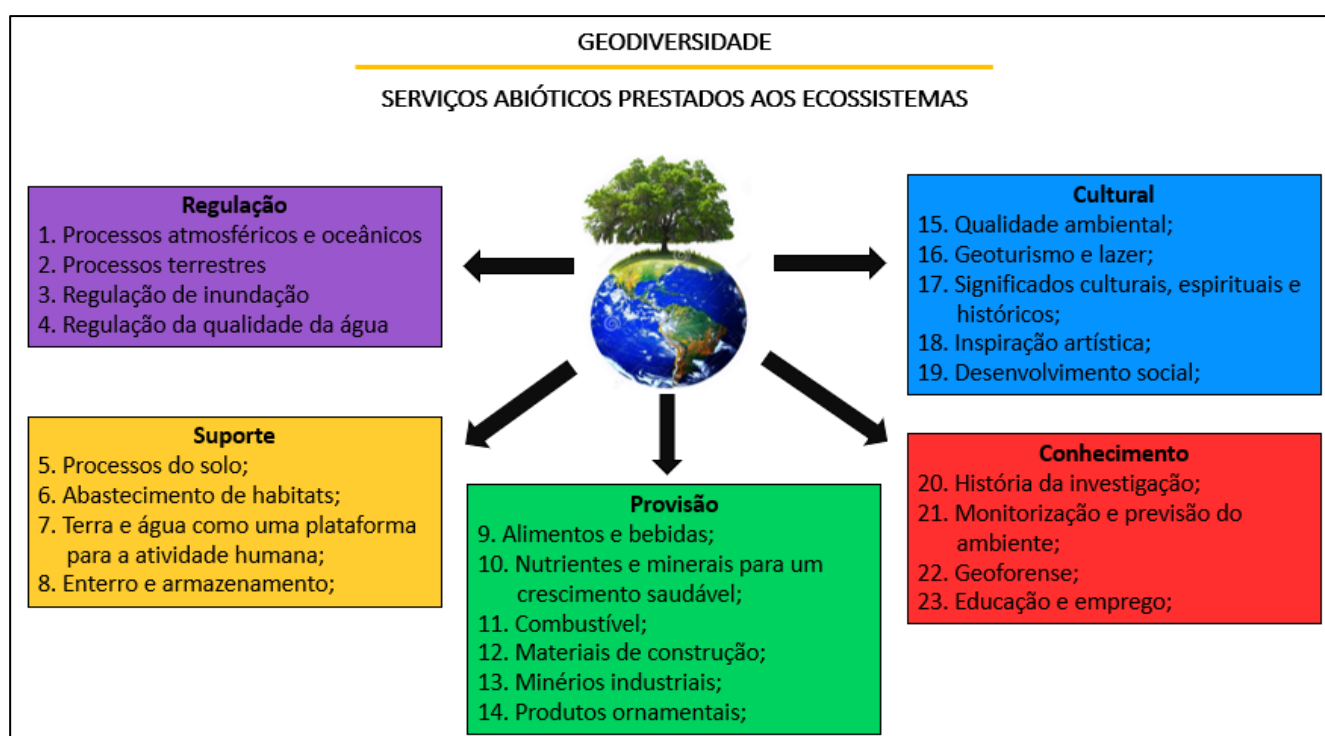 GEODIVERSIDADE
SERVIÇOS ABIÓTICOS PRESTADOS AOS ECOSSISTEMAS
Regulação
1. Processos atmosféricos e oceânicos
2. Processos terrestres
3. Regulação de inundação
4. Regulação da qualidade da água
Suporte
5. Processos do solo;
6. Abastecimento de habitats;
7. Terra e água como uma plataforma
para a atividade humana;
8. Enterro e armazenamento;
Provisão
9. Alimentos e bebidas;
10. Nutrientes e minerais para um
crescimento saudável;
11. Combustível;
12. Materiais de construção;
13. Minérios industriais;
14. Produtos ornamentais;
Cultural
15. Qualidade ambiental;
16. Geoturismo e lazer;
17. Significados culturais, espirituais e
históricos;
18. Inspiração artística;
19. Desenvolvimento social;
Conhecimento
20. História da investigação;
21. Monitorização e previsão do
ambiente;
22. Geoforense;
23. Educação e emprego;